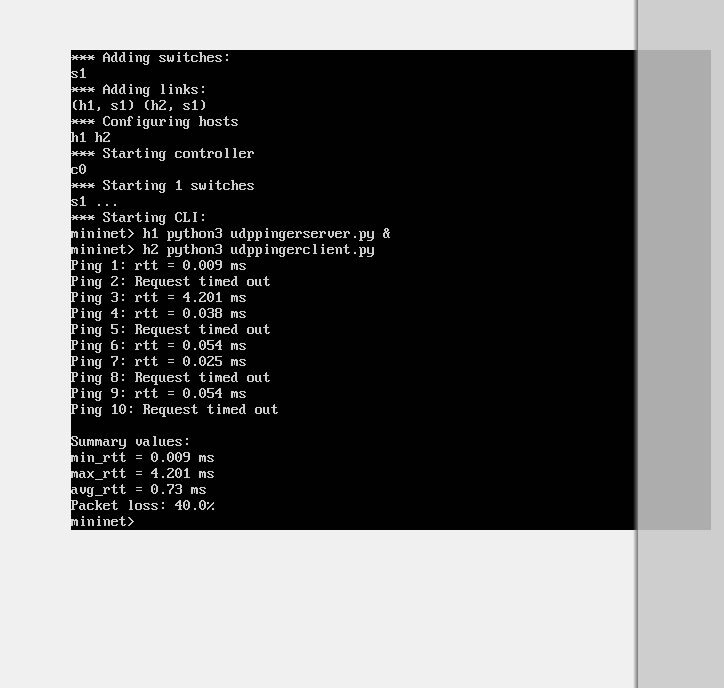 *** Adding switches:
s1
*** Adding links:
(h1, s1) (h2, s1)
*** Configuring hosts
h1 h2
*** Starting controller
c0
*** Starting 1 switches
s1 ...
*** Starting CLI:
mininet> h1 python3 udppingerserver.py &
mininet> h2 python3 udppingerclient.py
Ping 1: rtt = 0.009 ms
Ping 2: Request timed out
Ping 3: rtt = 4.201 ms
Ping 4: rtt = 0.038 ms
Ping 5: Request timed out
Ping 6: rtt = 0.054 ms
Ping 7: rtt = 0.025 ms
Ping 8: Request timed out
Ping 9: rtt = 0.054 ms
Ping 10: Request timed out
Summary values:
min_rtt = 0.009 ms
max_rtt = 4.201 ms
avg_rtt = 0.73 ms
Packet loss: 40.0%
mininet>